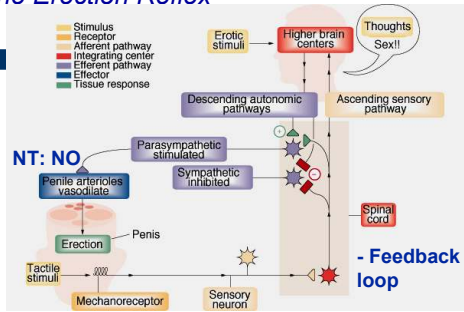 Erection Reflex
Stimulus
Receptor
Afferent pathway
Integrating center
Efferent pathway
Effector
Tissue response
Erotic
stimuli
Higher brain
centers
Thoughts
Sex!!
Descending autonomic
pathways
Ascending sensory
pathway
+
Parasympathetic
stimulated
NT: NO
Sympathetic
inhibited
-
Penile arterioles
vasodilate
Spinal
cord
Penis
Erection
- Feedback
loop
Tactile
stimuli
Mechanoreceptor
Sensory
neuron